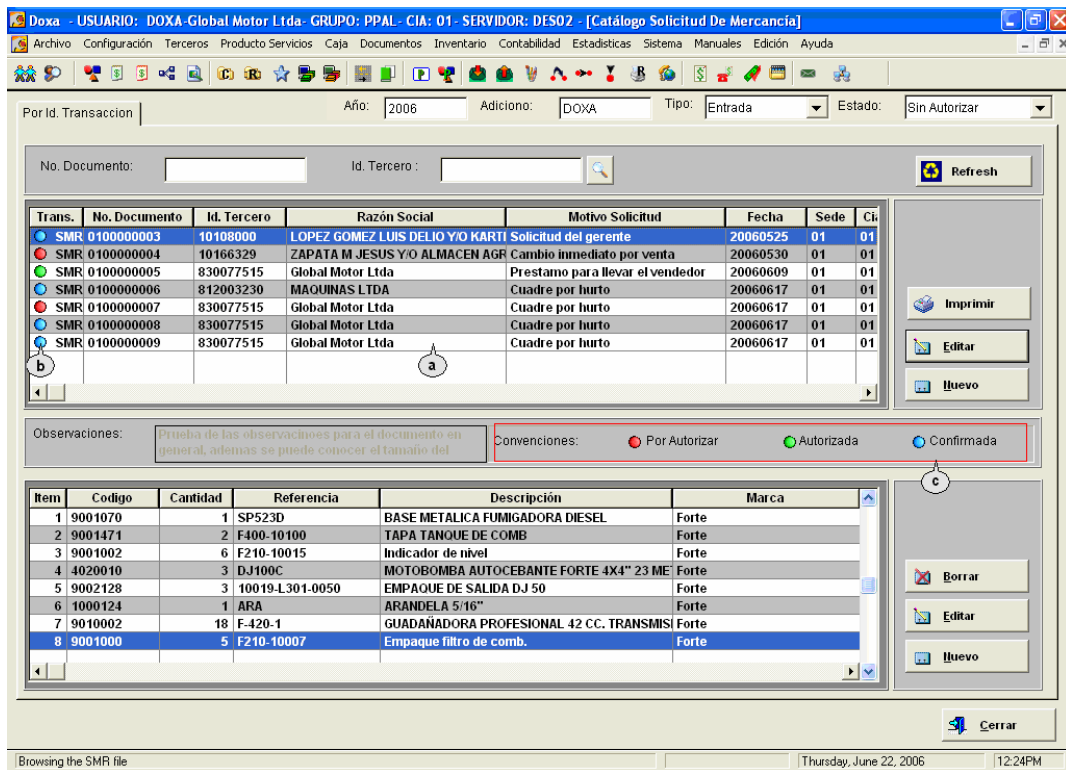 Doxa - USUARIO: DOXA-Global Motor Ltda- GRUPO: PPAL- CIA: 01- SERVIDOR: DES02 - [Catálogo Solicitud De Mercancía]
Archivo Configuración Terceros Producto Servicios Caja Documentos Inventario Contabilidad Estadisticas Sistema Manuales Edición Ayuda
Por Id. Transaccion Año: 2006 Adiciono: DOXA Tipo: Entrada Estado: Sin Autorizar
No. Documento: Id. Tercero : Refresh
Trans. No. Documento Id. Tercero Razón Social Motivo Solicitud Fecha Sede Cia
SMR 0100000003 10108000 LOPEZ GOMEZ LUIS DELIO Y/O KARTI Solicitud del gerente 20060525 01 01
SMR 0100000004 10166329 ZAPATA M JESUS Y/O ALMACEN AGR Cambio inmediato por venta 20060530 01 01
SMR 0100000005 830077515 Global Motor Ltda Prestamo para llevar el vendedor 20060609 01 01
SMR 0100000006 812003230 MAQUINAS LTDA Cuadre por hurto 20060617 01 01
SMR 0100000007 830077515 Global Motor Ltda Cuadre por hurto 20060617 01 01
SMR 0100000008 830077515 Global Motor Ltda Cuadre por hurto 20060617 01 01
SMR 0100000009 830077515 Global Motor Ltda Cuadre por hurto 20060617 01 01
b a
Imprimir
Editar
Nuevo
Observaciones: Prueba de las observacinoes para el documento en
general, ademas se puede conocer el tamaño del
Convenciones: Por Autorizar Autorizada Confirmada
c
Item Codigo Cantidad Referencia Descripción Marca
1 9001070 1 SP523D BASE METALICA FUMIGADORA DIESEL Forte
2 9001471 2 F400-10100 TAPA TANQUE DE COMB Forte
3 9001002 6 F210-10015 Indicador de nivel Forte
4 4020010 3 DJ100C MOTOBOMBA AUTOCEBANTE FORTE 4X4" 23 ME Forte
5 9002128 3 10019-L301-0050 EMPAQUE DE SALIDA DJ 50 Forte
6 1000124 1 ARA ARANDELA 5/16" Forte
7 9010002 18 F-420-1 GUADAÑADORA PROFESIONAL 42 CC. TRANSMISI Forte
8 9001000 5 F210-10007 Empaque filtro de comb. Forte
Borrar
Editar
Nuevo
Cerrar
Browsing the SMR file Thursday, June 22, 2006 12:24PM